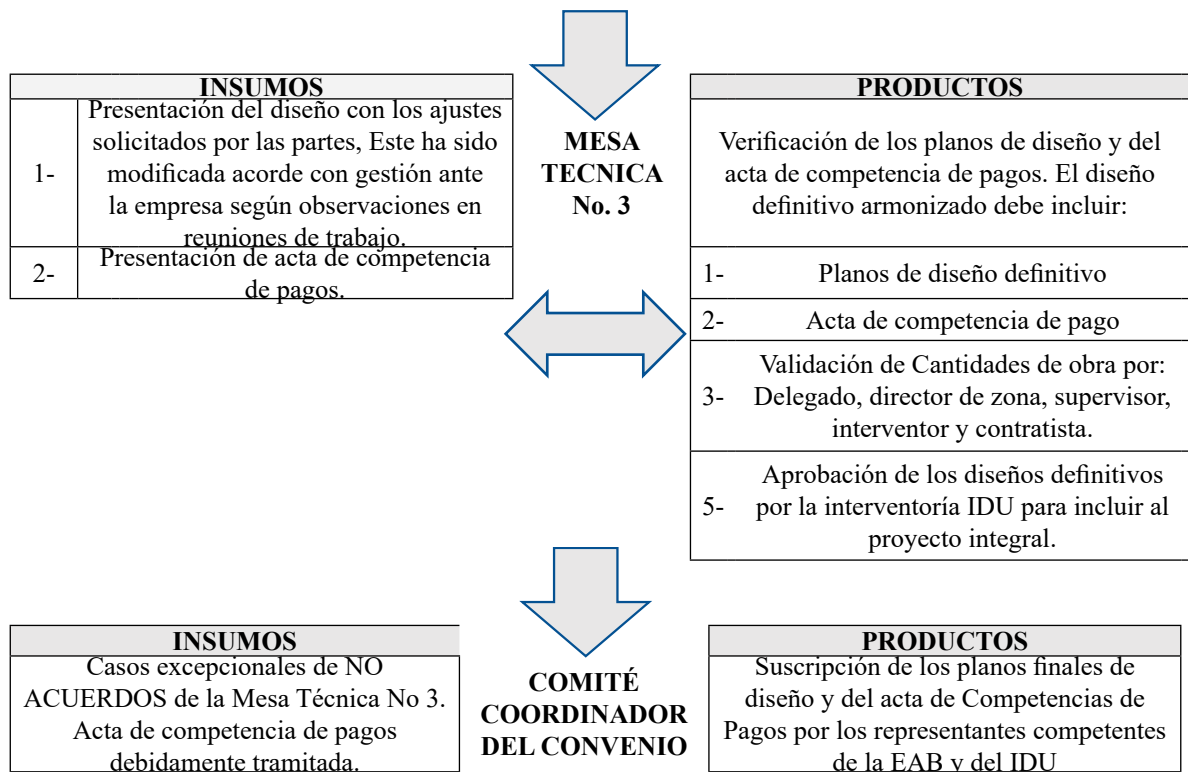 INSUMOS
1-
Presentación del diseño con los ajustes
solicitados por las partes, Este ha sido
modificada acorde con gestión ante
la empresa según observaciones en
reuniones de trabajo.
2-
Presentación de acta de competencia
de pagos.
MESA
TECNICA
No. 3
PRODUCTOS
Verificación de los planos de diseño y del
acta de competencia de pagos. El diseño
definitivo armonizado debe incluir:
1- Planos de diseño definitivo
2- Acta de competencia de pago
Validación de Cantidades de obra por:
3- Delegado, director de zona, supervisor,
interventor y contratista.
Aprobación de los diseños definitivos
5- por la interventoría IDU para incluir al
proyecto integral.
INSUMOS
Casos excepcionales de NO
ACUERDOS de la Mesa Técnica No 3.
Acta de competencia de pagos
debidamente tramitada.
COMITÉ
COORDINADOR
DEL CONVENIO
PRODUCTOS
Suscripción de los planos finales de
diseño y del acta de Competencias de
Pagos por los representantes competentes
de la EAB y del IDU